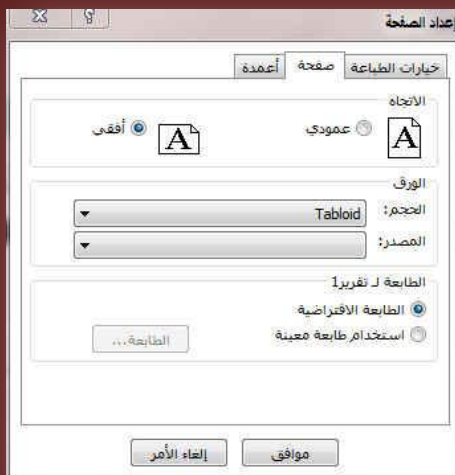 إعداد الصفحة
خيارات الطباعة صفحة أعمدة
الاتجاه
A عمودي A أفقي
الورق
الحجم: Tabloid
المصدر:
الطابعة لـ تقرير1
الطابعة الافتراضية
استخدام طابعة معينة الطابعة...
موافق إلغاء الأمر